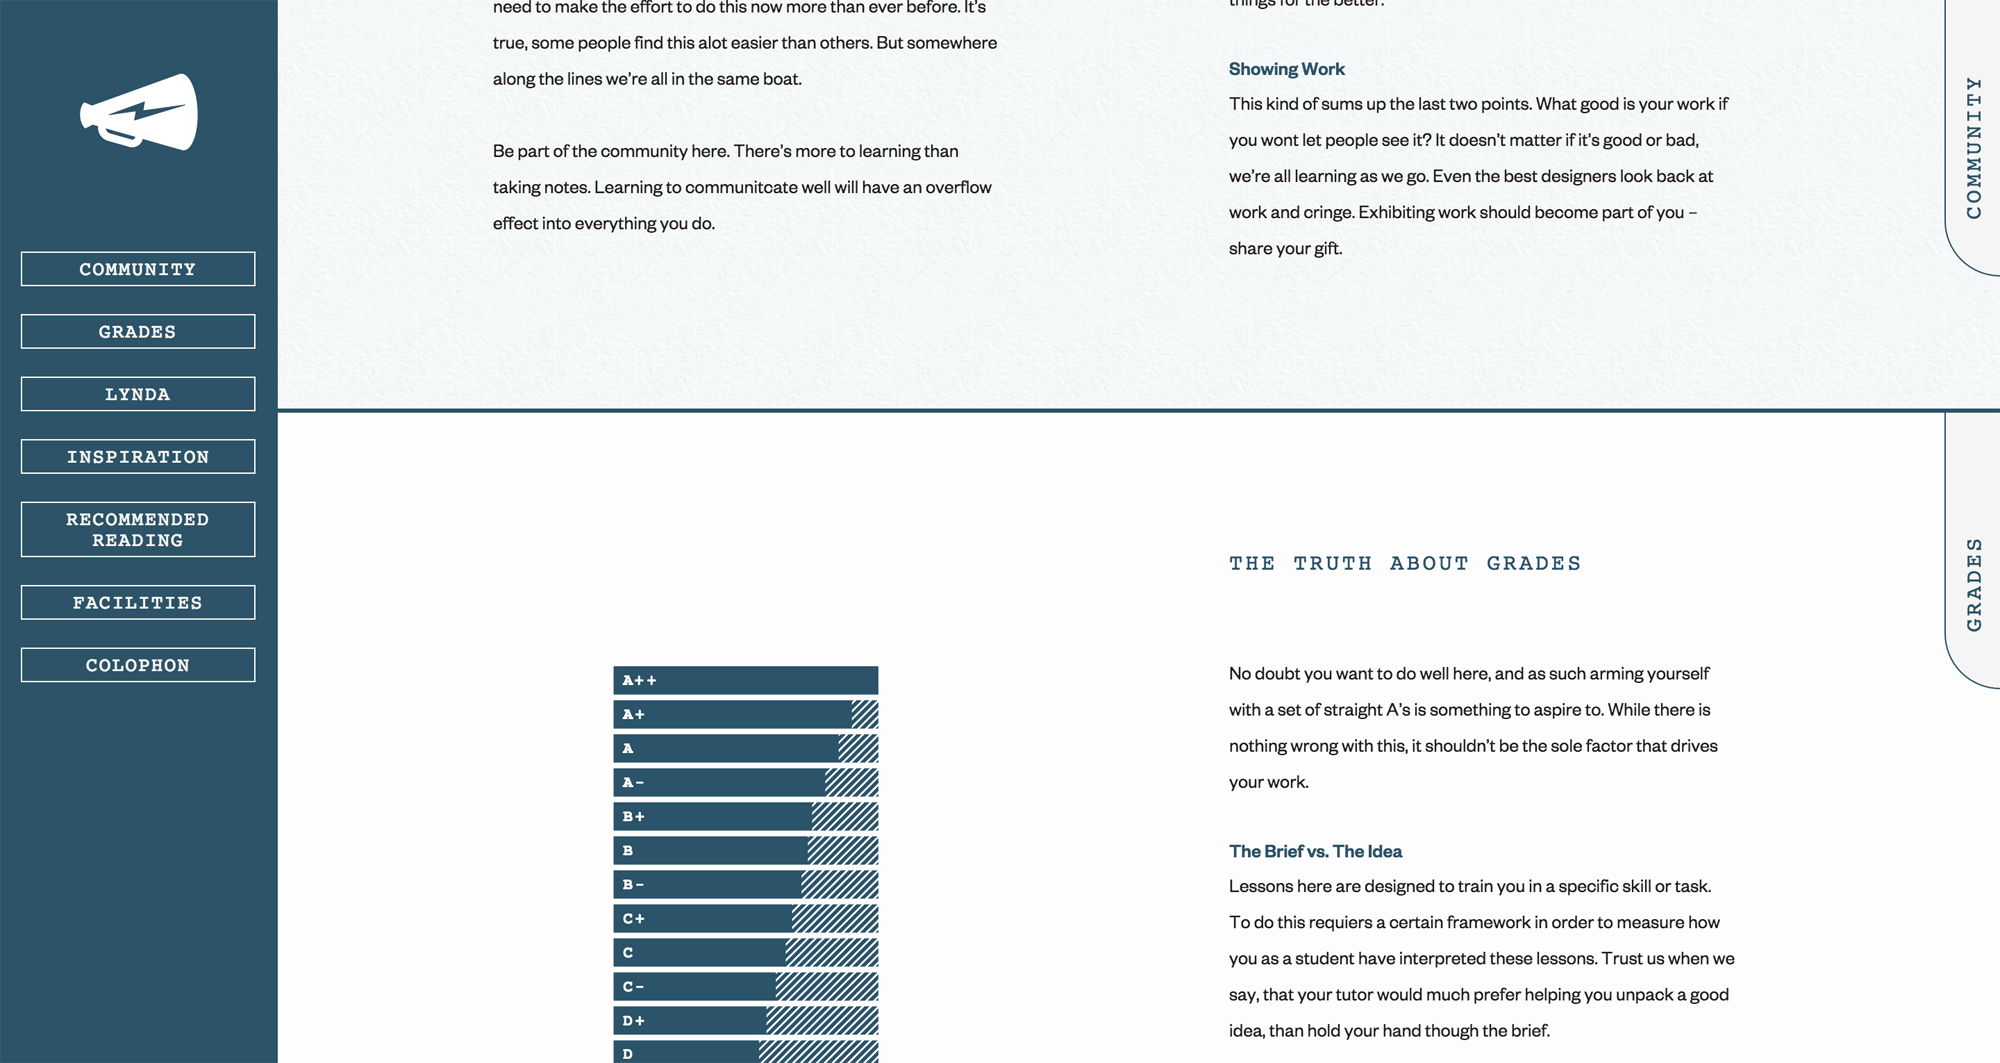 COMMUNITY
GRADES
LYNDA
INSPIRATION
RECOMMENDED
READING
FACILITIES
COLOPHON
need to make the effort to do this now more than ever before. It's
true, some people find this alot easier than others. But somewhere
along the lines we're all in the same boat.
Be part of the community here. There's more to learning than
taking notes. Learning to communitcate well will have an overflow
effect into everything you do.
things for the better.
Showing Work
This kind of sums up the last two points. What good is your work if
you wont let people see it? It doesn't matter if it's good or bad,
we're all learning as we go. Even the best designers look back at
work and cringe. Exhibiting work should become part of you –
share your gift.
COMMUNITY
THE TRUTH ABOUT GRADES
A++
A+
A
A-
B+
B
B-
C+
C
C-
D+
D
No doubt you want to do well here, and as such arming yourself
with a set of straight A's is something to aspire to. While there is
nothing wrong with this, it shouldn't be the sole factor that drives
your work.
The Brief vs. The Idea
Lessons here are designed to train you in a specific skill or task.
To do this requiers a certain framework in order to measure how
you as a student have interpreted these lessons. Trust us when we
say, that your tutor would much prefer helping you unpack a good
idea, than hold your hand though the brief.
GRADES